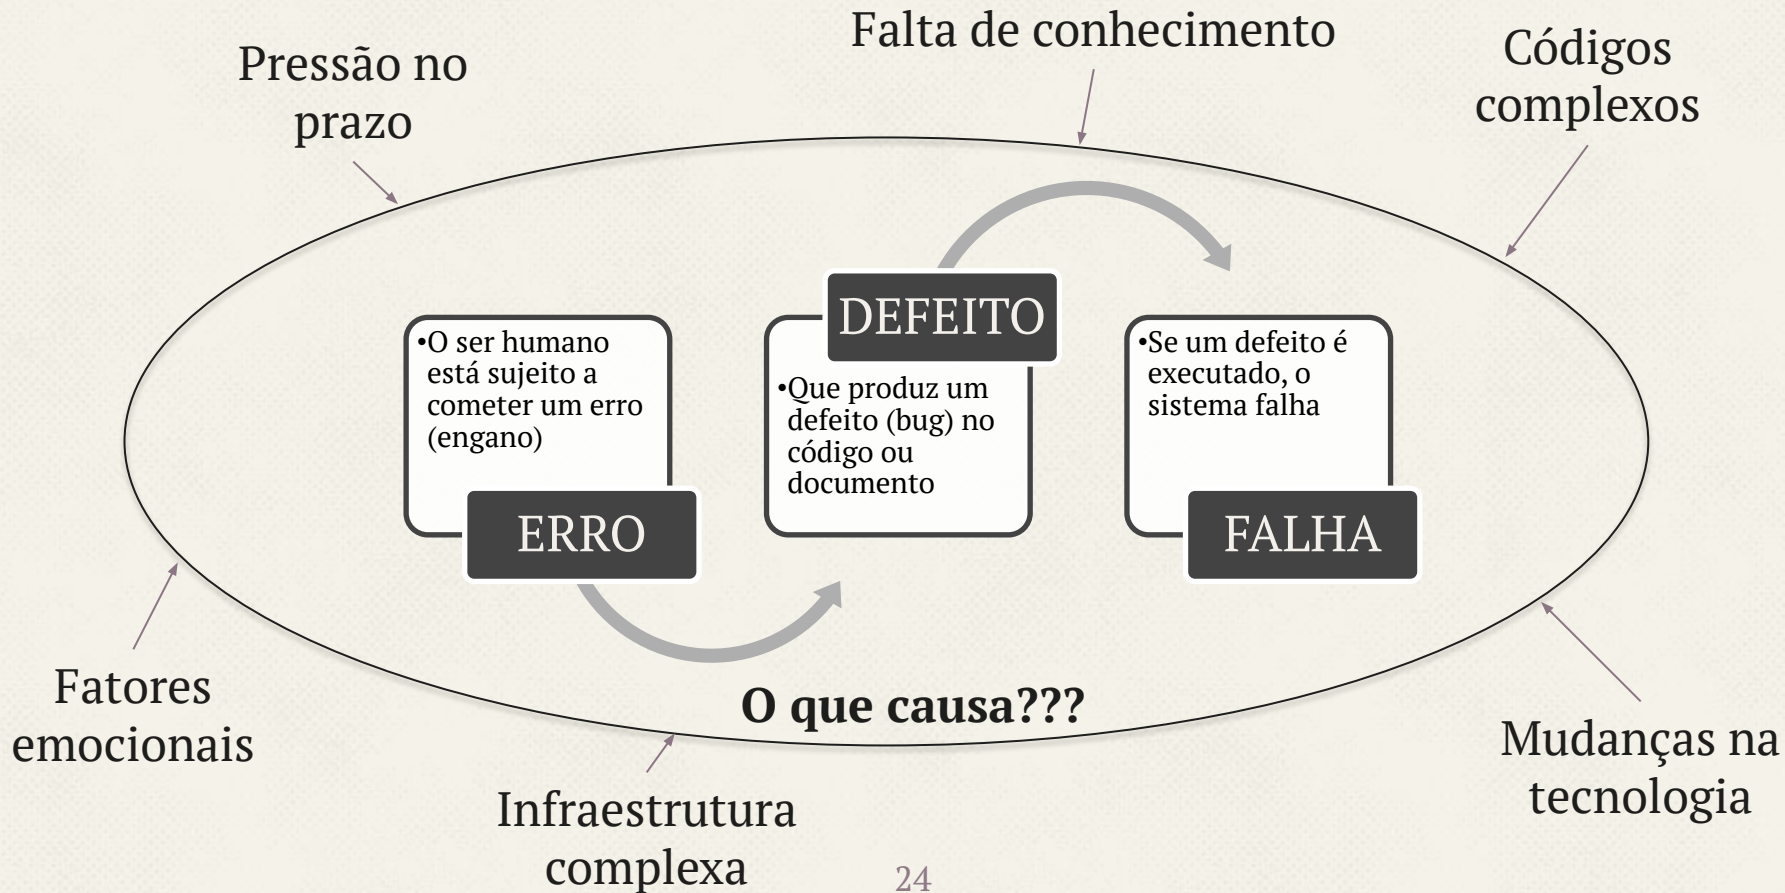 Falta de conhecimento
Pressão no
prazo
Códigos
complexos
•O ser humano
está sujeito a
cometer um erro
(engano)
ERRO
DEFEITO
•Que produz um
defeito (bug) no
código ou
documento
•Se um defeito é
executado, o
sistema falha
FALHA
O que causa???
Fatores
emocionais
Infraestrutura
complexa
Mudanças na
tecnologia
24